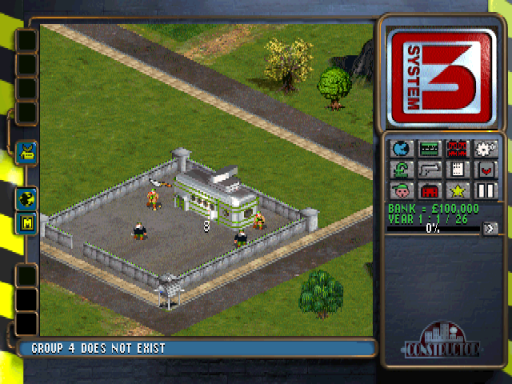 SYSTEM 3
BANK = £100,000
YEAR 1 : 1 / 26
0%
8
M
GROUP 4 DOES NOT EXIST
CONSTRUCTOR